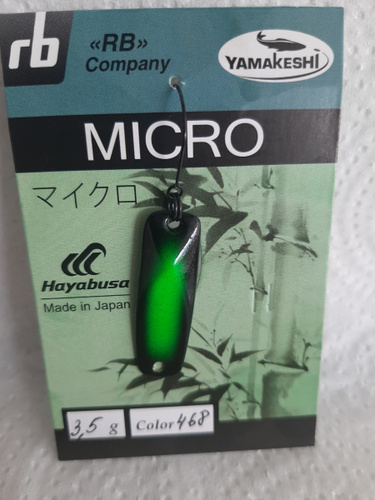 rb
«RB»
Company
YAMAKESHI
MICRO
マイクロ
Hayabusa
Made in Japan
3,5 g
Color 468